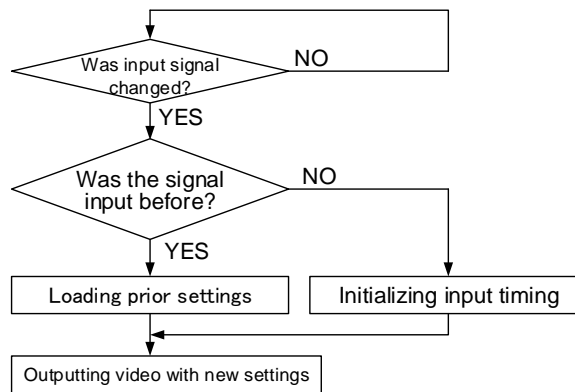 Was input signal
changed?
NO
YES
Was the signal
input before?
NO
YES
Loading prior settings
Initializing input timing
Outputting video with new settings